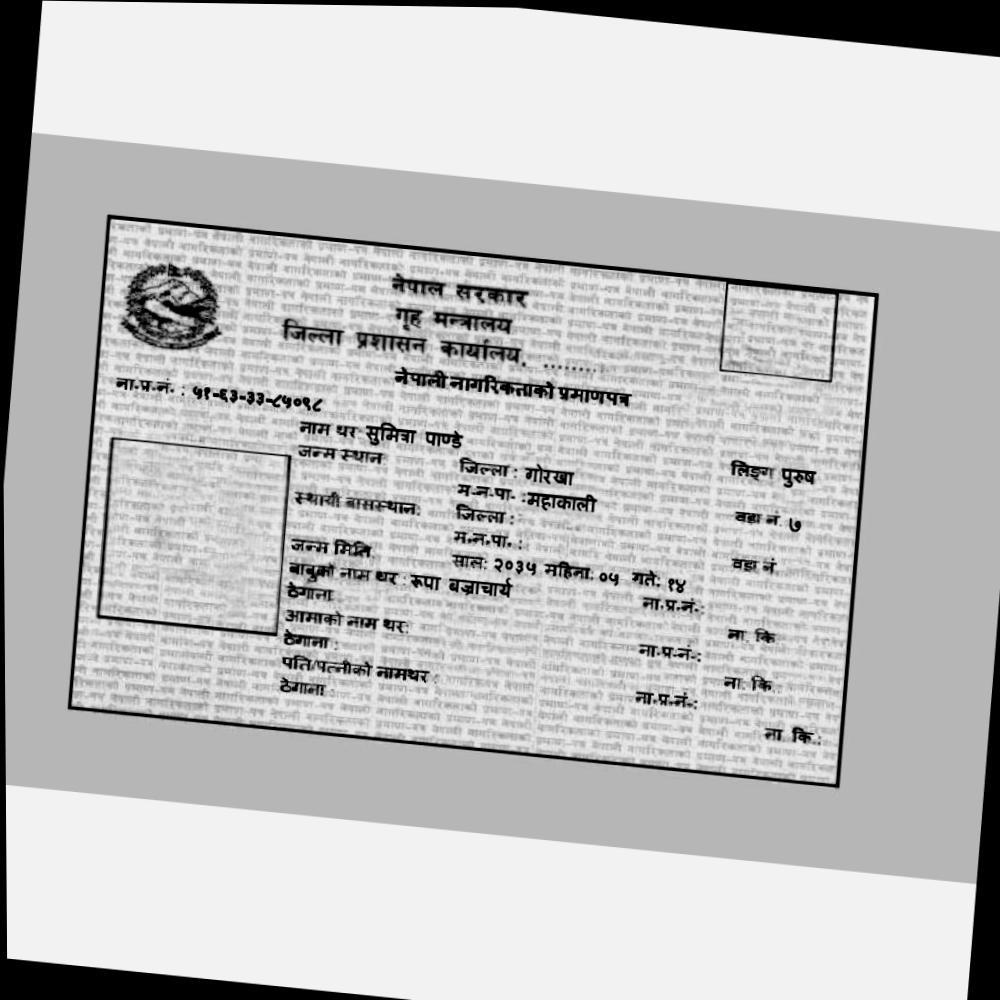 नेपाल सरकार
गृह मन्त्रालय
जिल्ला प्रशासन कार्यालय. ........
नेपाली नागरिकताको प्रमाणपत्र
ना.प्र.नं. : ५१-६३-३३-८५०९८
नाम थर सुमित्रा पाण्डे
लिङ्ग पुरुष
जन्म स्थान जिल्ला : गोरखा
म.न.पा. : महाकाली वडा नं. ७
स्थायी बासस्थान: जिल्ला :
म.न.पा. : वडा नं.
जन्म मिति साल: २०३५ महिना: ०५ गते: १४
बाबुको नाम थर : रूपा बज्राचार्य ना.प्र.नं.:
ठेगाना : ना. कि
आमाको नाम थर: ना.प्र.नं.:
ठेगाना : ना. कि.:
पति/पत्नीको नामथर : ना.प्र.नं.:
ठेगाना : ना. कि.: